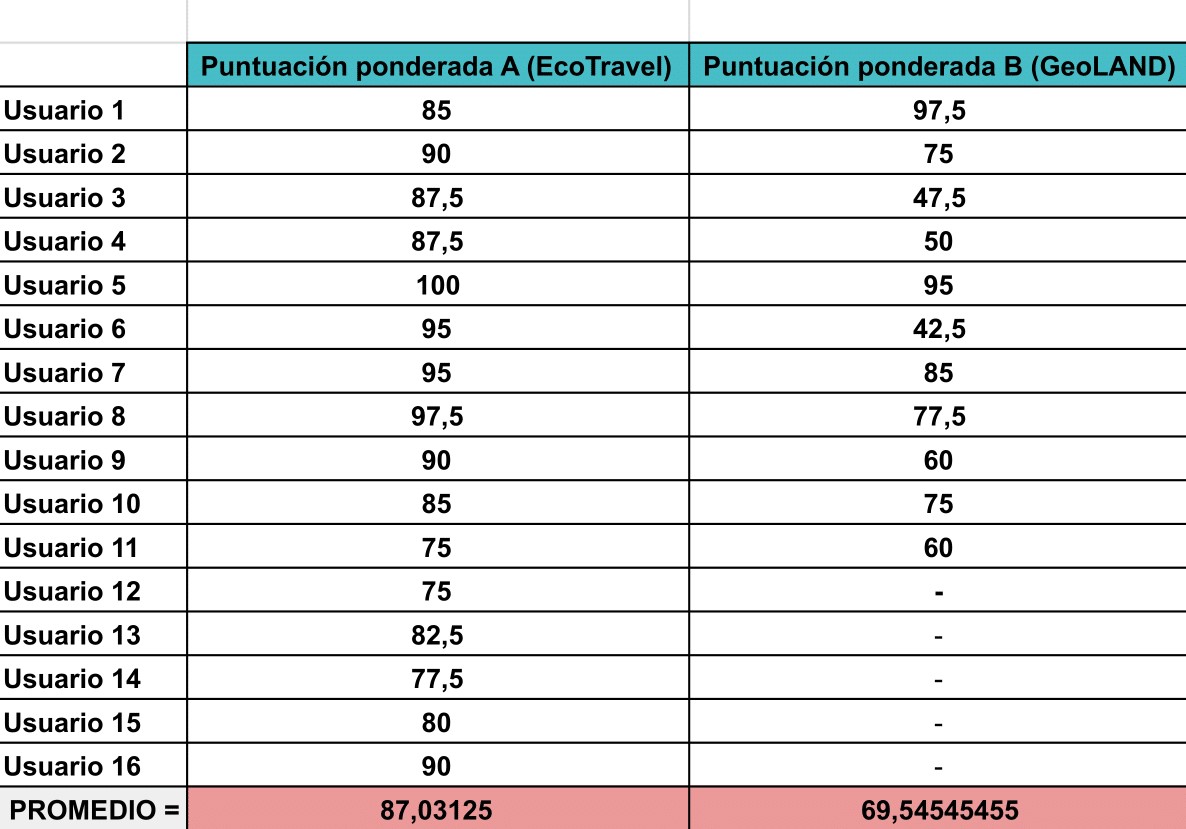 Puntuación ponderada A (EcoTravel) Puntuación ponderada B (GeoLAND)
Usuario 1 85 97,5
Usuario 2 90 75
Usuario 3 87,5 47,5
Usuario 4 87,5 50
Usuario 5 100 95
Usuario 6 95 42,5
Usuario 7 95 85
Usuario 8 97,5 77,5
Usuario 9 90 60
Usuario 10 85 75
Usuario 11 75 60
Usuario 12 75 -
Usuario 13 82,5 -
Usuario 14 77,5 -
Usuario 15 80 -
Usuario 16 90 -
PROMEDIO = 87,03125 69,54545455